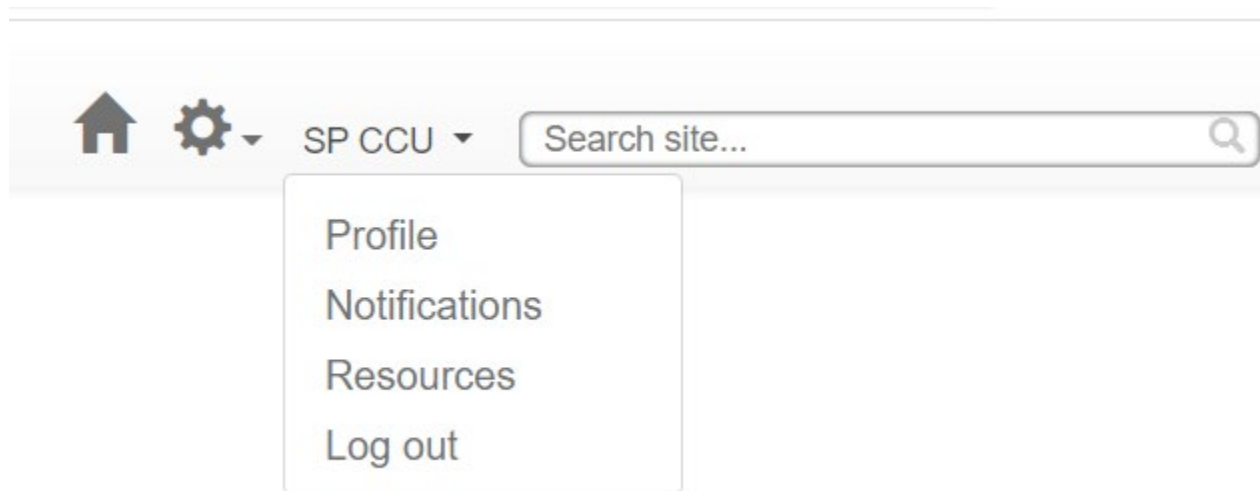 SP CCU Search site...
Profile
Notifications
Resources
Log out